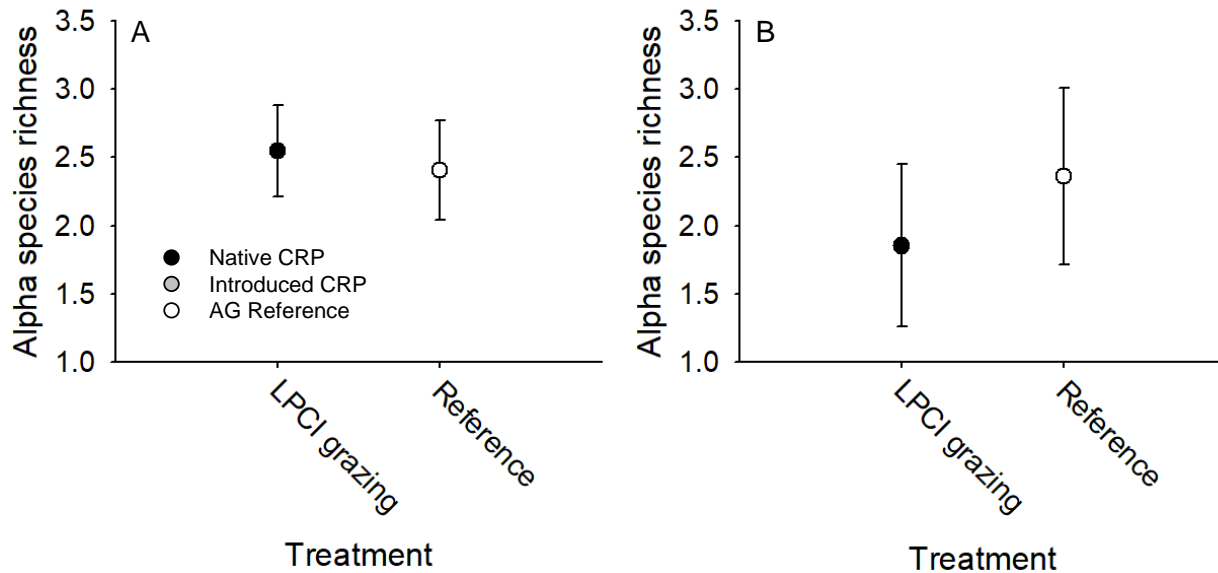 A
Alpha species richness
3.5
3.0
2.5
2.0
1.5
1.0
Native CRP
Introduced CRP
AG Reference
LPCI grazing
Reference
Treatment
B
Alpha species richness
3.5
3.0
2.5
2.0
1.5
1.0
LPCI grazing
Reference
Treatment